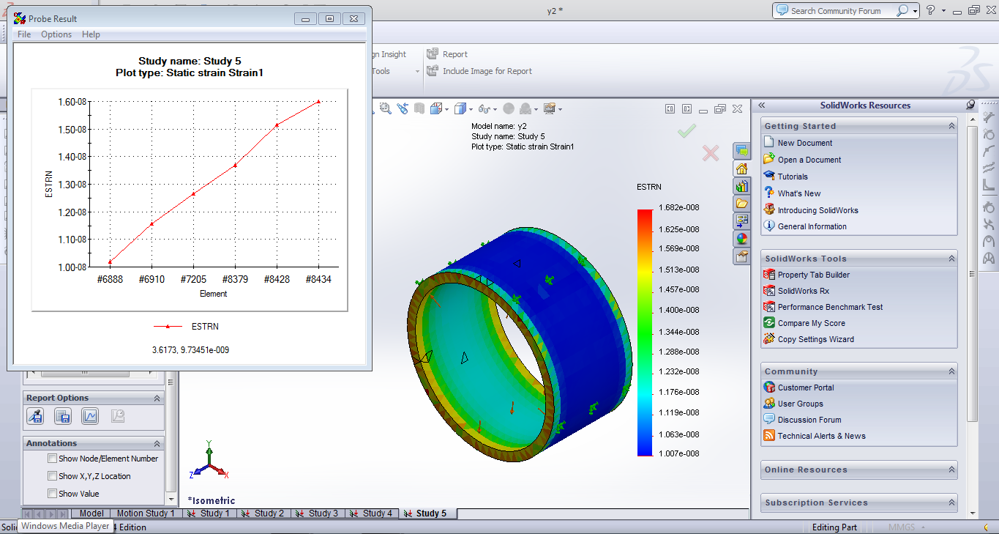 Probe Result
File Options Help
Study name: Study 5
Plot type: Static strain Strain1
1.60-08
1.50-08
1.40-08
1.30-08
1.20-08
1.10-08
1.00-08
ESTRN
#6888 #6910 #7205 #8379 #8428 #8434
Element
ESTRN
3.6173, 9.73451e-009
y2 *
Search Community Forum
gn Insight
Tools
Report
Include Image for Report
Model name: y2
Study name: Study 5
Plot type: Static strain Strain1
ESTRN
1.682e-008
1.625e-008
1.569e-008
1.513e-008
1.457e-008
1.400e-008
1.344e-008
1.288e-008
1.232e-008
1.176e-008
1.119e-008
1.063e-008
1.007e-008
Y
Z
X
*Isometric
SolidWorks Resources
Getting Started
New Document
Open a Document
Tutorials
What's New
Introducing SolidWorks
General Information
SolidWorks Tools
Property Tab Builder
SolidWorks Rx
Performance Benchmark Test
Compare My Score
Copy Settings Wizard
Community
Customer Portal
User Groups
Discussion Forum
Technical Alerts & News
Online Resources
Subscription Services
Report Options
Annotations
Show Node/Element Number
Show X,Y,Z Location
Show Value
Model Motion Study 1 Study 1 Study 2 Study 3 Study 4 Study 5
Soli
Windows Media Player
4 Edition
Editing Part
MMGS